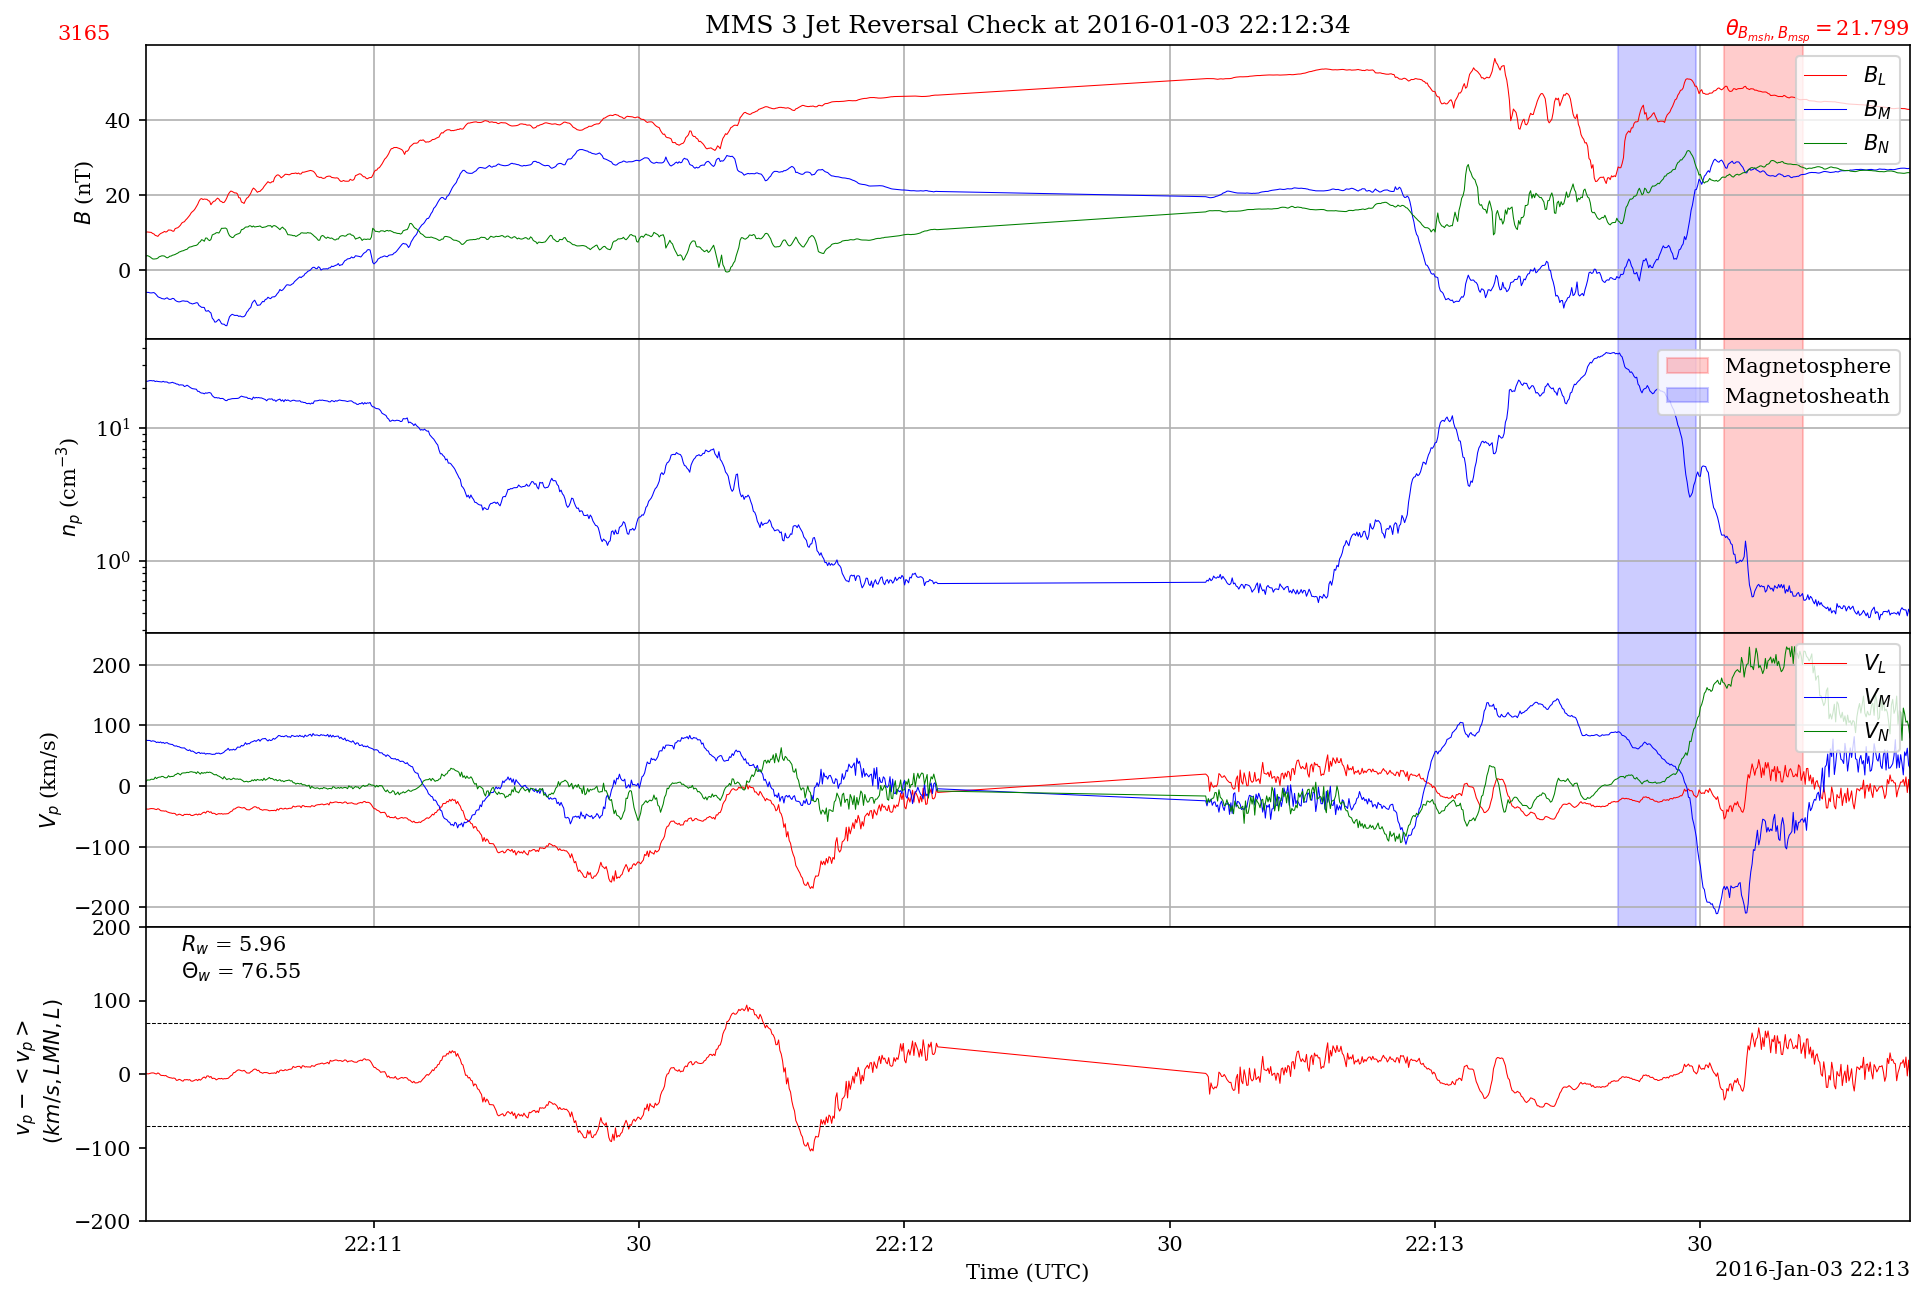 MMS 3 Jet Reversal Check at 2016-01-03 22:12:34
3165
θ_{B_{msh}, B_{msp}} = 21.799
B (nT)
40
20
0
B_L
B_M
B_N
n_p (cm^{-3})
10^1
10^0
Magnetosphere
Magnetosheath
V_p (km/s)
200
100
0
−100
−200
V_L
V_M
V_N
v_p − < v_p >
(km/s, LMN, L)
200
100
0
−100
−200
R_w = 5.96
Θ_w = 76.55
22:11
30
22:12
30
22:13
30
Time (UTC)
2016-Jan-03 22:13